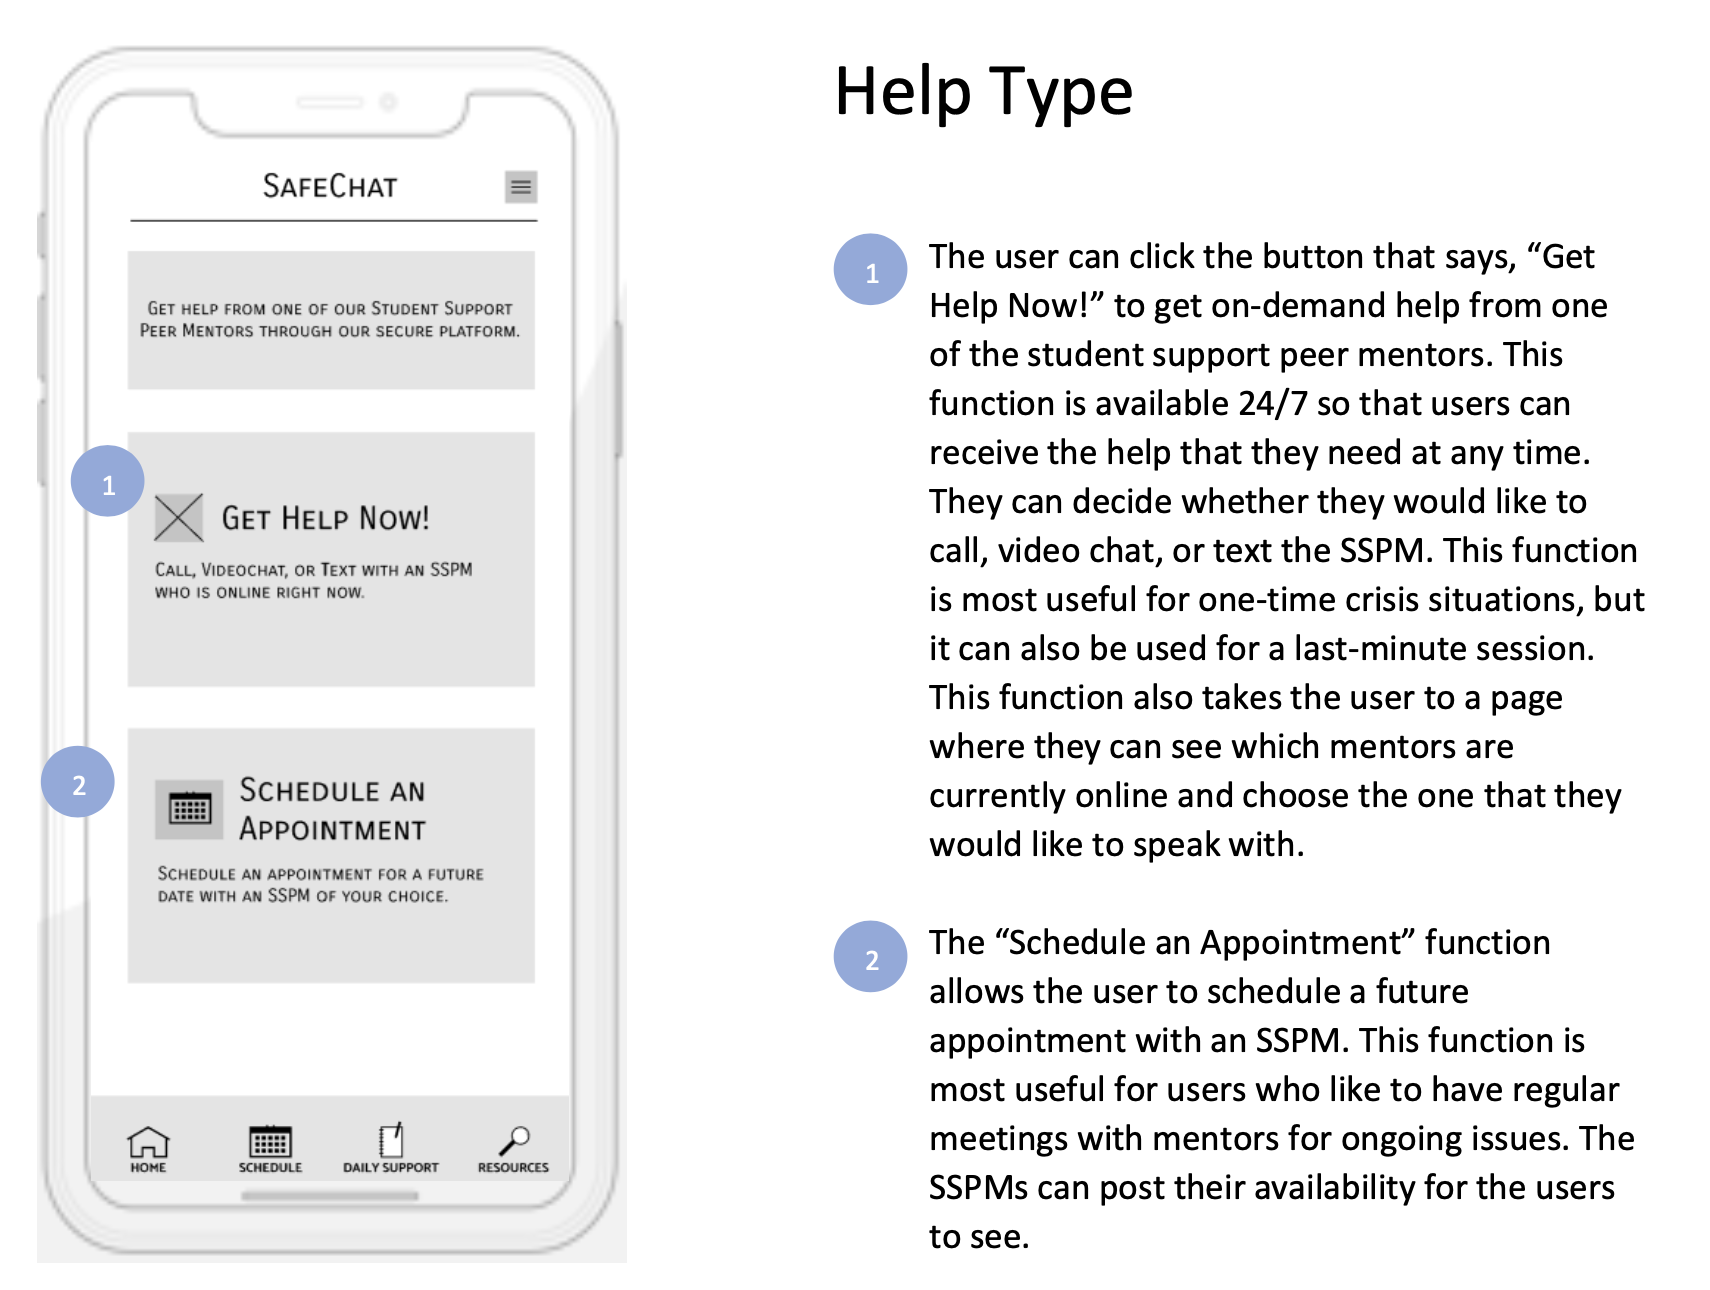 SafeChat
Get help from one of our Student Support
Peer Mentors through our secure platform.
1
Get Help Now!
Call, Videochat, or Text with an SSPM
who is online right now.
2
Schedule an
Appointment
Schedule an appointment for a future
date with an SSPM of your choice.
HOME
SCHEDULE
DAILY SUPPORT
RESOURCES
Help Type
1
The user can click the button that says, “Get
Help Now!” to get on-demand help from one
of the student support peer mentors. This
function is available 24/7 so that users can
receive the help that they need at any time.
They can decide whether they would like to
call, video chat, or text the SSPM. This function
is most useful for one-time crisis situations, but
it can also be used for a last-minute session.
This function also takes the user to a page
where they can see which mentors are
currently online and choose the one that they
would like to speak with.
2
The “Schedule an Appointment” function
allows the user to schedule a future
appointment with an SSPM. This function is
most useful for users who like to have regular
meetings with mentors for ongoing issues. The
SSPMs can post their availability for the users
to see.